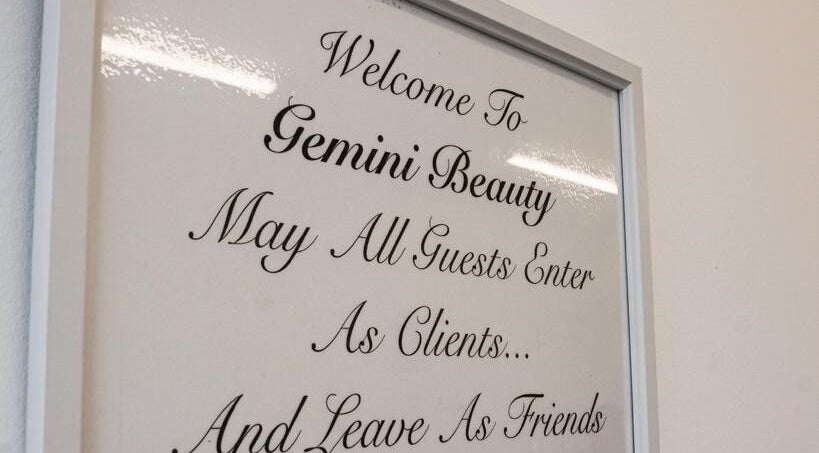 Welcome To
Gemini Beauty
May All Guests Enter
As Clients...
And Leave As Friends